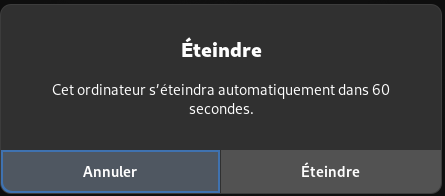 Éteindre
Cet ordinateur s’éteindra automatiquement dans 60
secondes.
Annuler
Éteindre